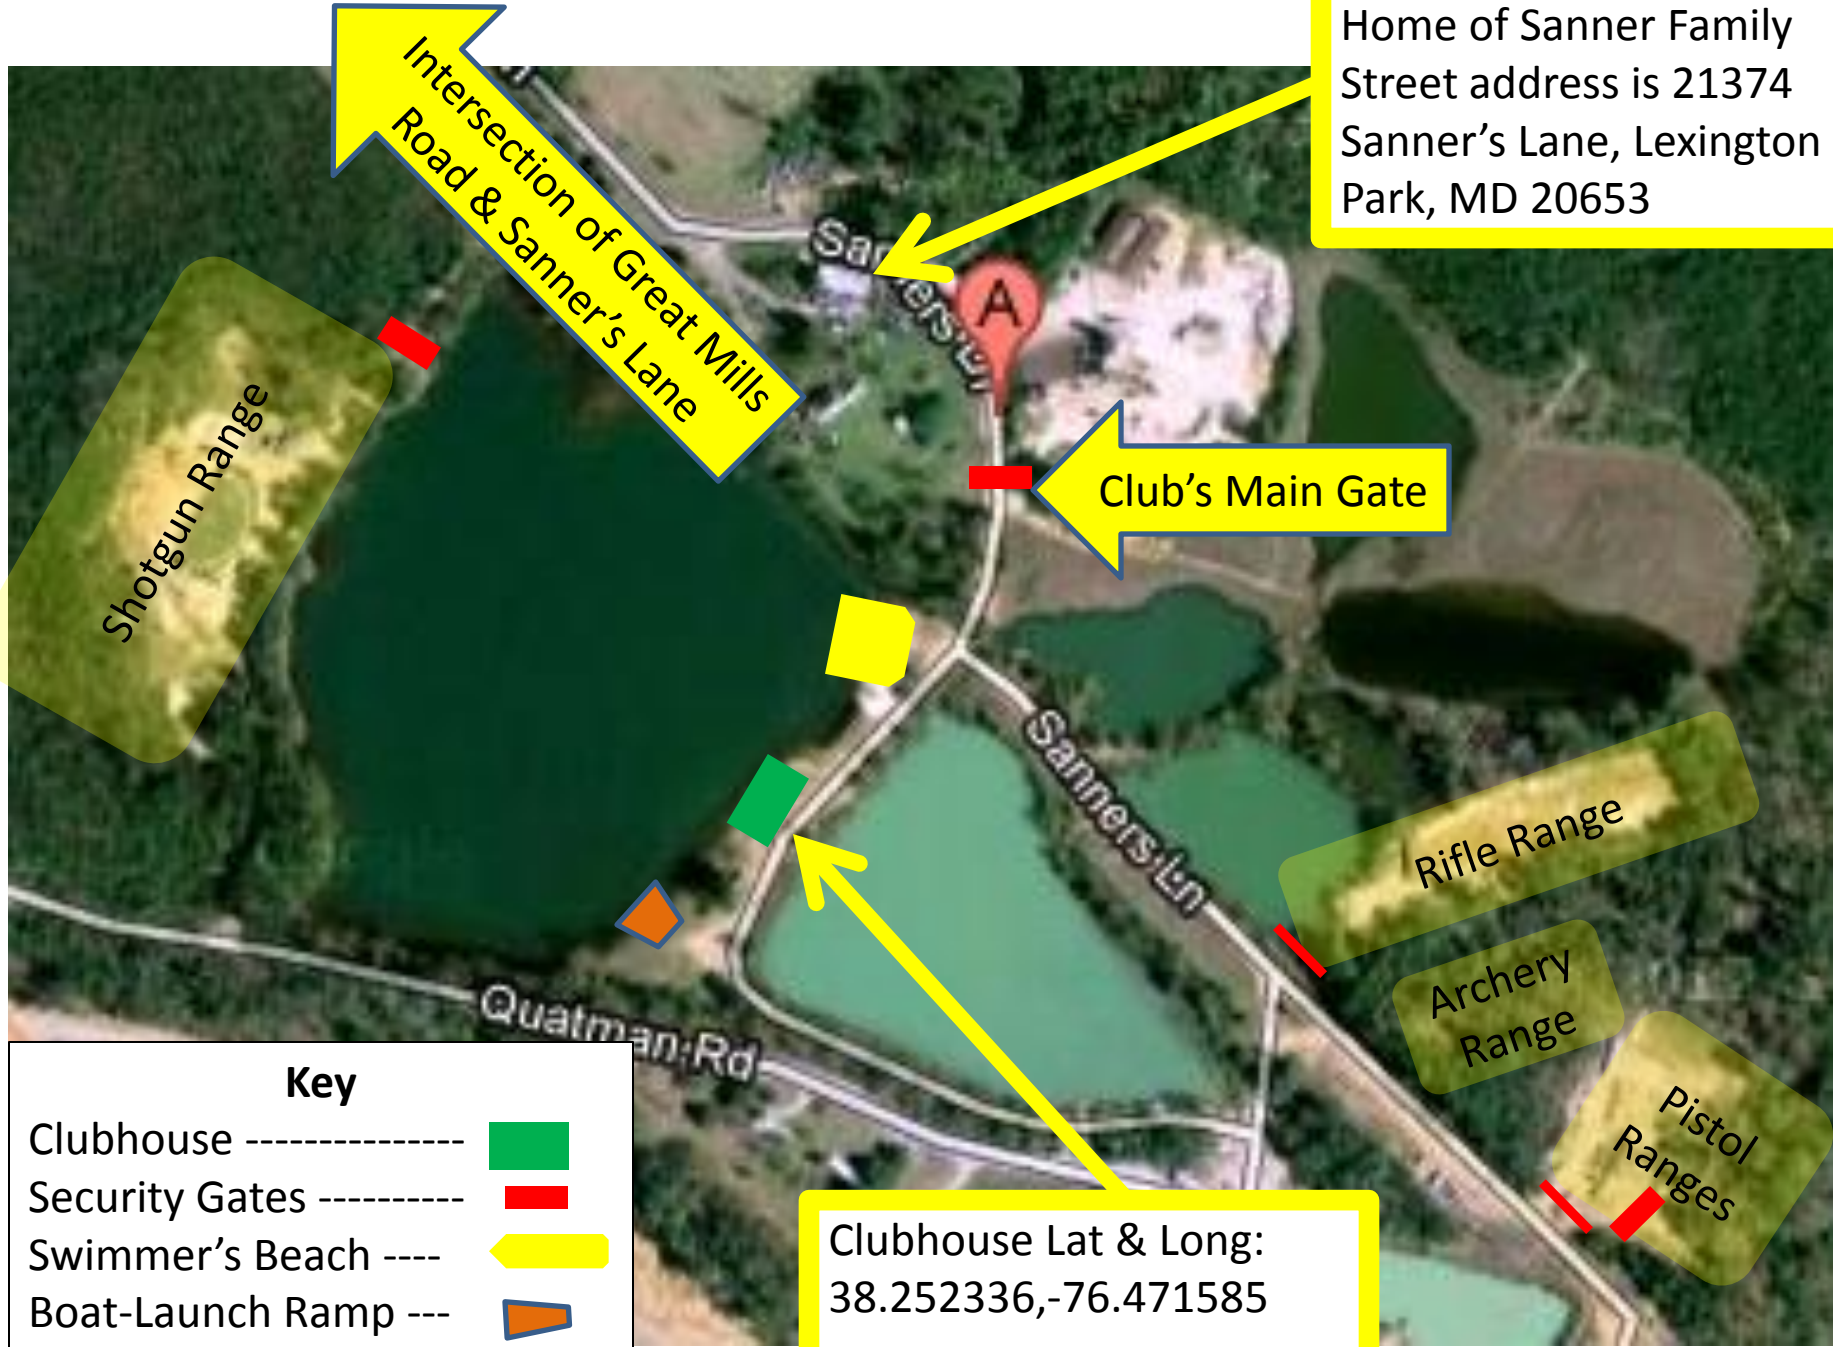 Home of Sanner Family
Street address is 21374
Sanner's Lane, Lexington
Park, MD 20653
Intersection of Great Mills
Road & Sanner's Lane
Sanners Ln
A
Club's Main Gate
Shotgun Range
Sanners Ln
Rifle Range
Archery
Range
Pistol
Ranges
Quatman Rd
Key
Clubhouse ---------------
Security Gates ----------
Swimmer's Beach ----
Boat-Launch Ramp ---
Clubhouse Lat & Long:
38.252336,-76.471585